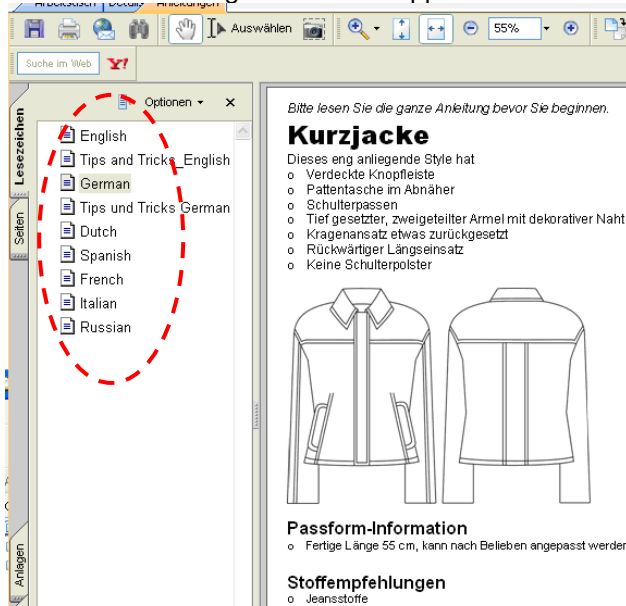 Arbeitstisch Details Anleitungen
Auswählen 55%
Suche im Web Y!
Optionen
Lesezeichen
Seiten
Anlagen
English
Tips and Tricks_English
German
Tips und Tricks German
Dutch
Spanish
French
Italian
Russian
Bitte lesen Sie die ganze Anleitung bevor Sie beginnen.
Kurzjacke
Dieses eng anliegende Style hat
o Verdeckte Knopfleiste
o Pattentasche im Abnäher
o Schulterpassen
o Tief gesetzter, zweigeteilter Armel mit dekorativer Naht
o Kragenansatz etwas zurückgesetzt
o Rückwärtiger Längseinsatz
o Keine Schulterpolster
Passform-Information
o Fertige Länge 55 cm, kann nach Belieben angepasst werden
Stoffempfehlungen
o Jeansstoffe